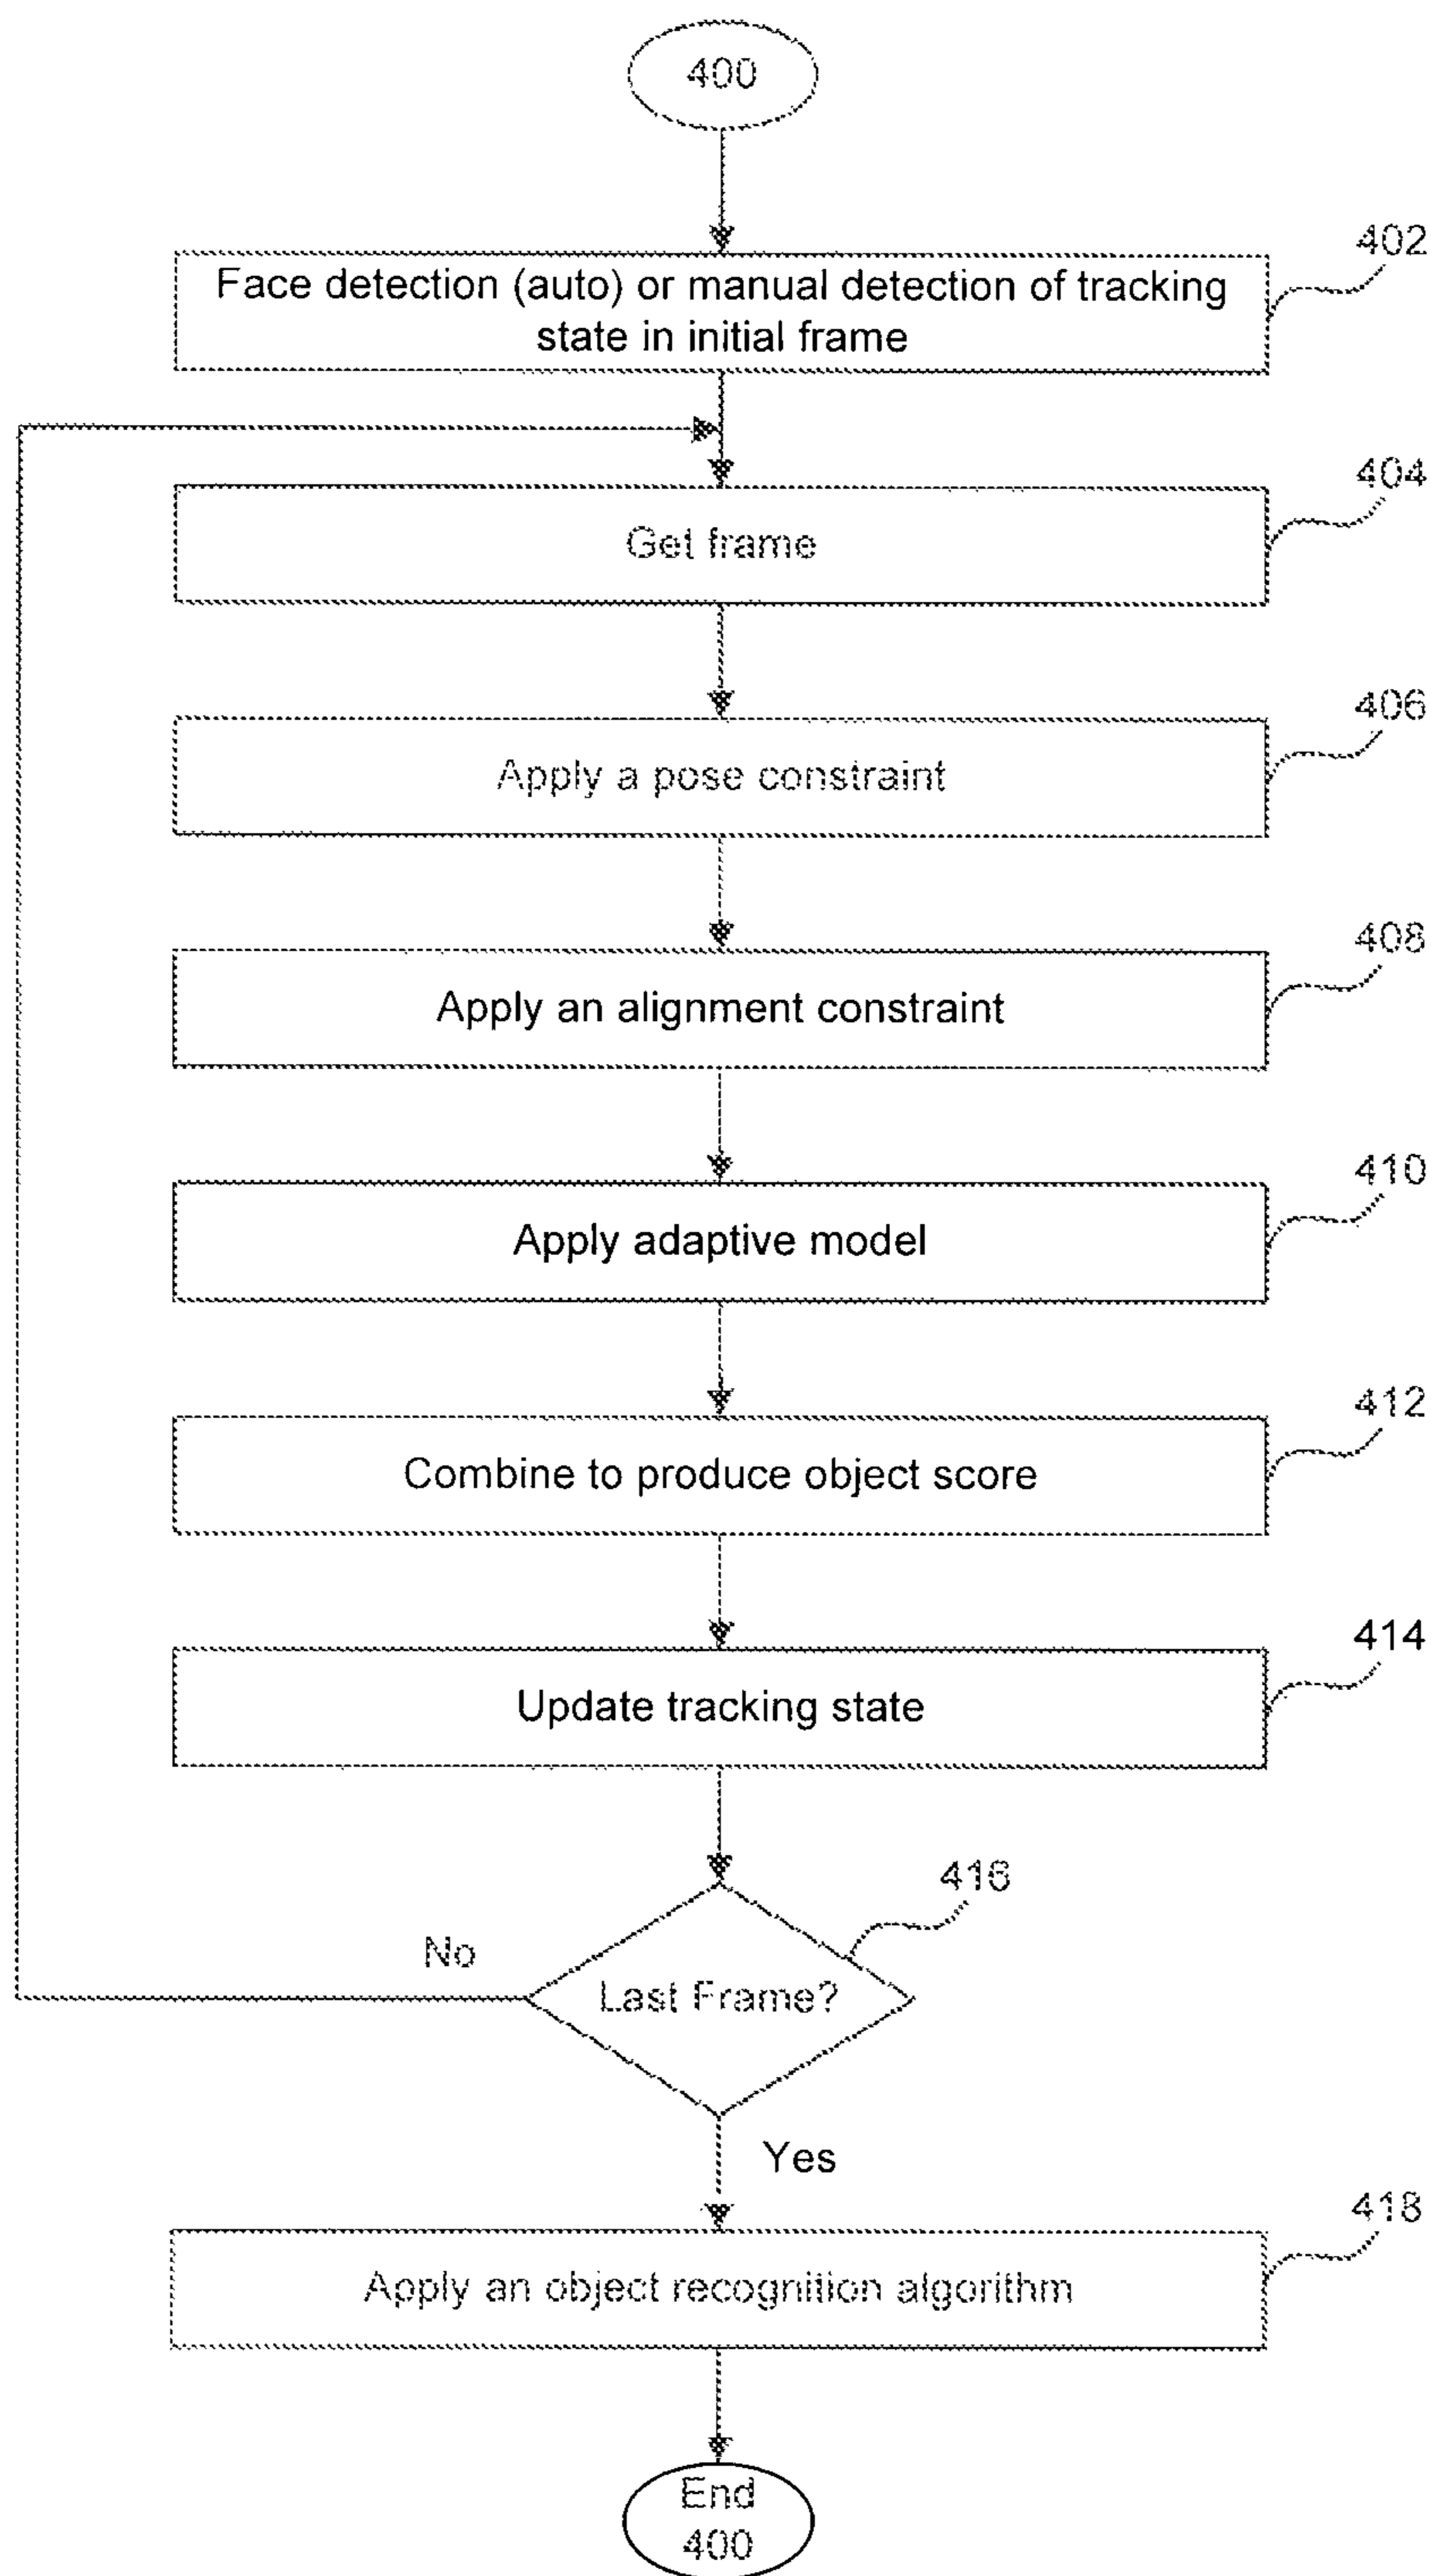 400
402
Face detection (auto) or manual detection of tracking
state in initial frame
404
Get frame
406
Apply a pose constraint
408
Apply an alignment constraint
410
Apply adaptive model
412
Combine to produce object score
414
Update tracking state
416
No
Last Frame?
Yes
418
Apply an object recognition algorithm
End
400